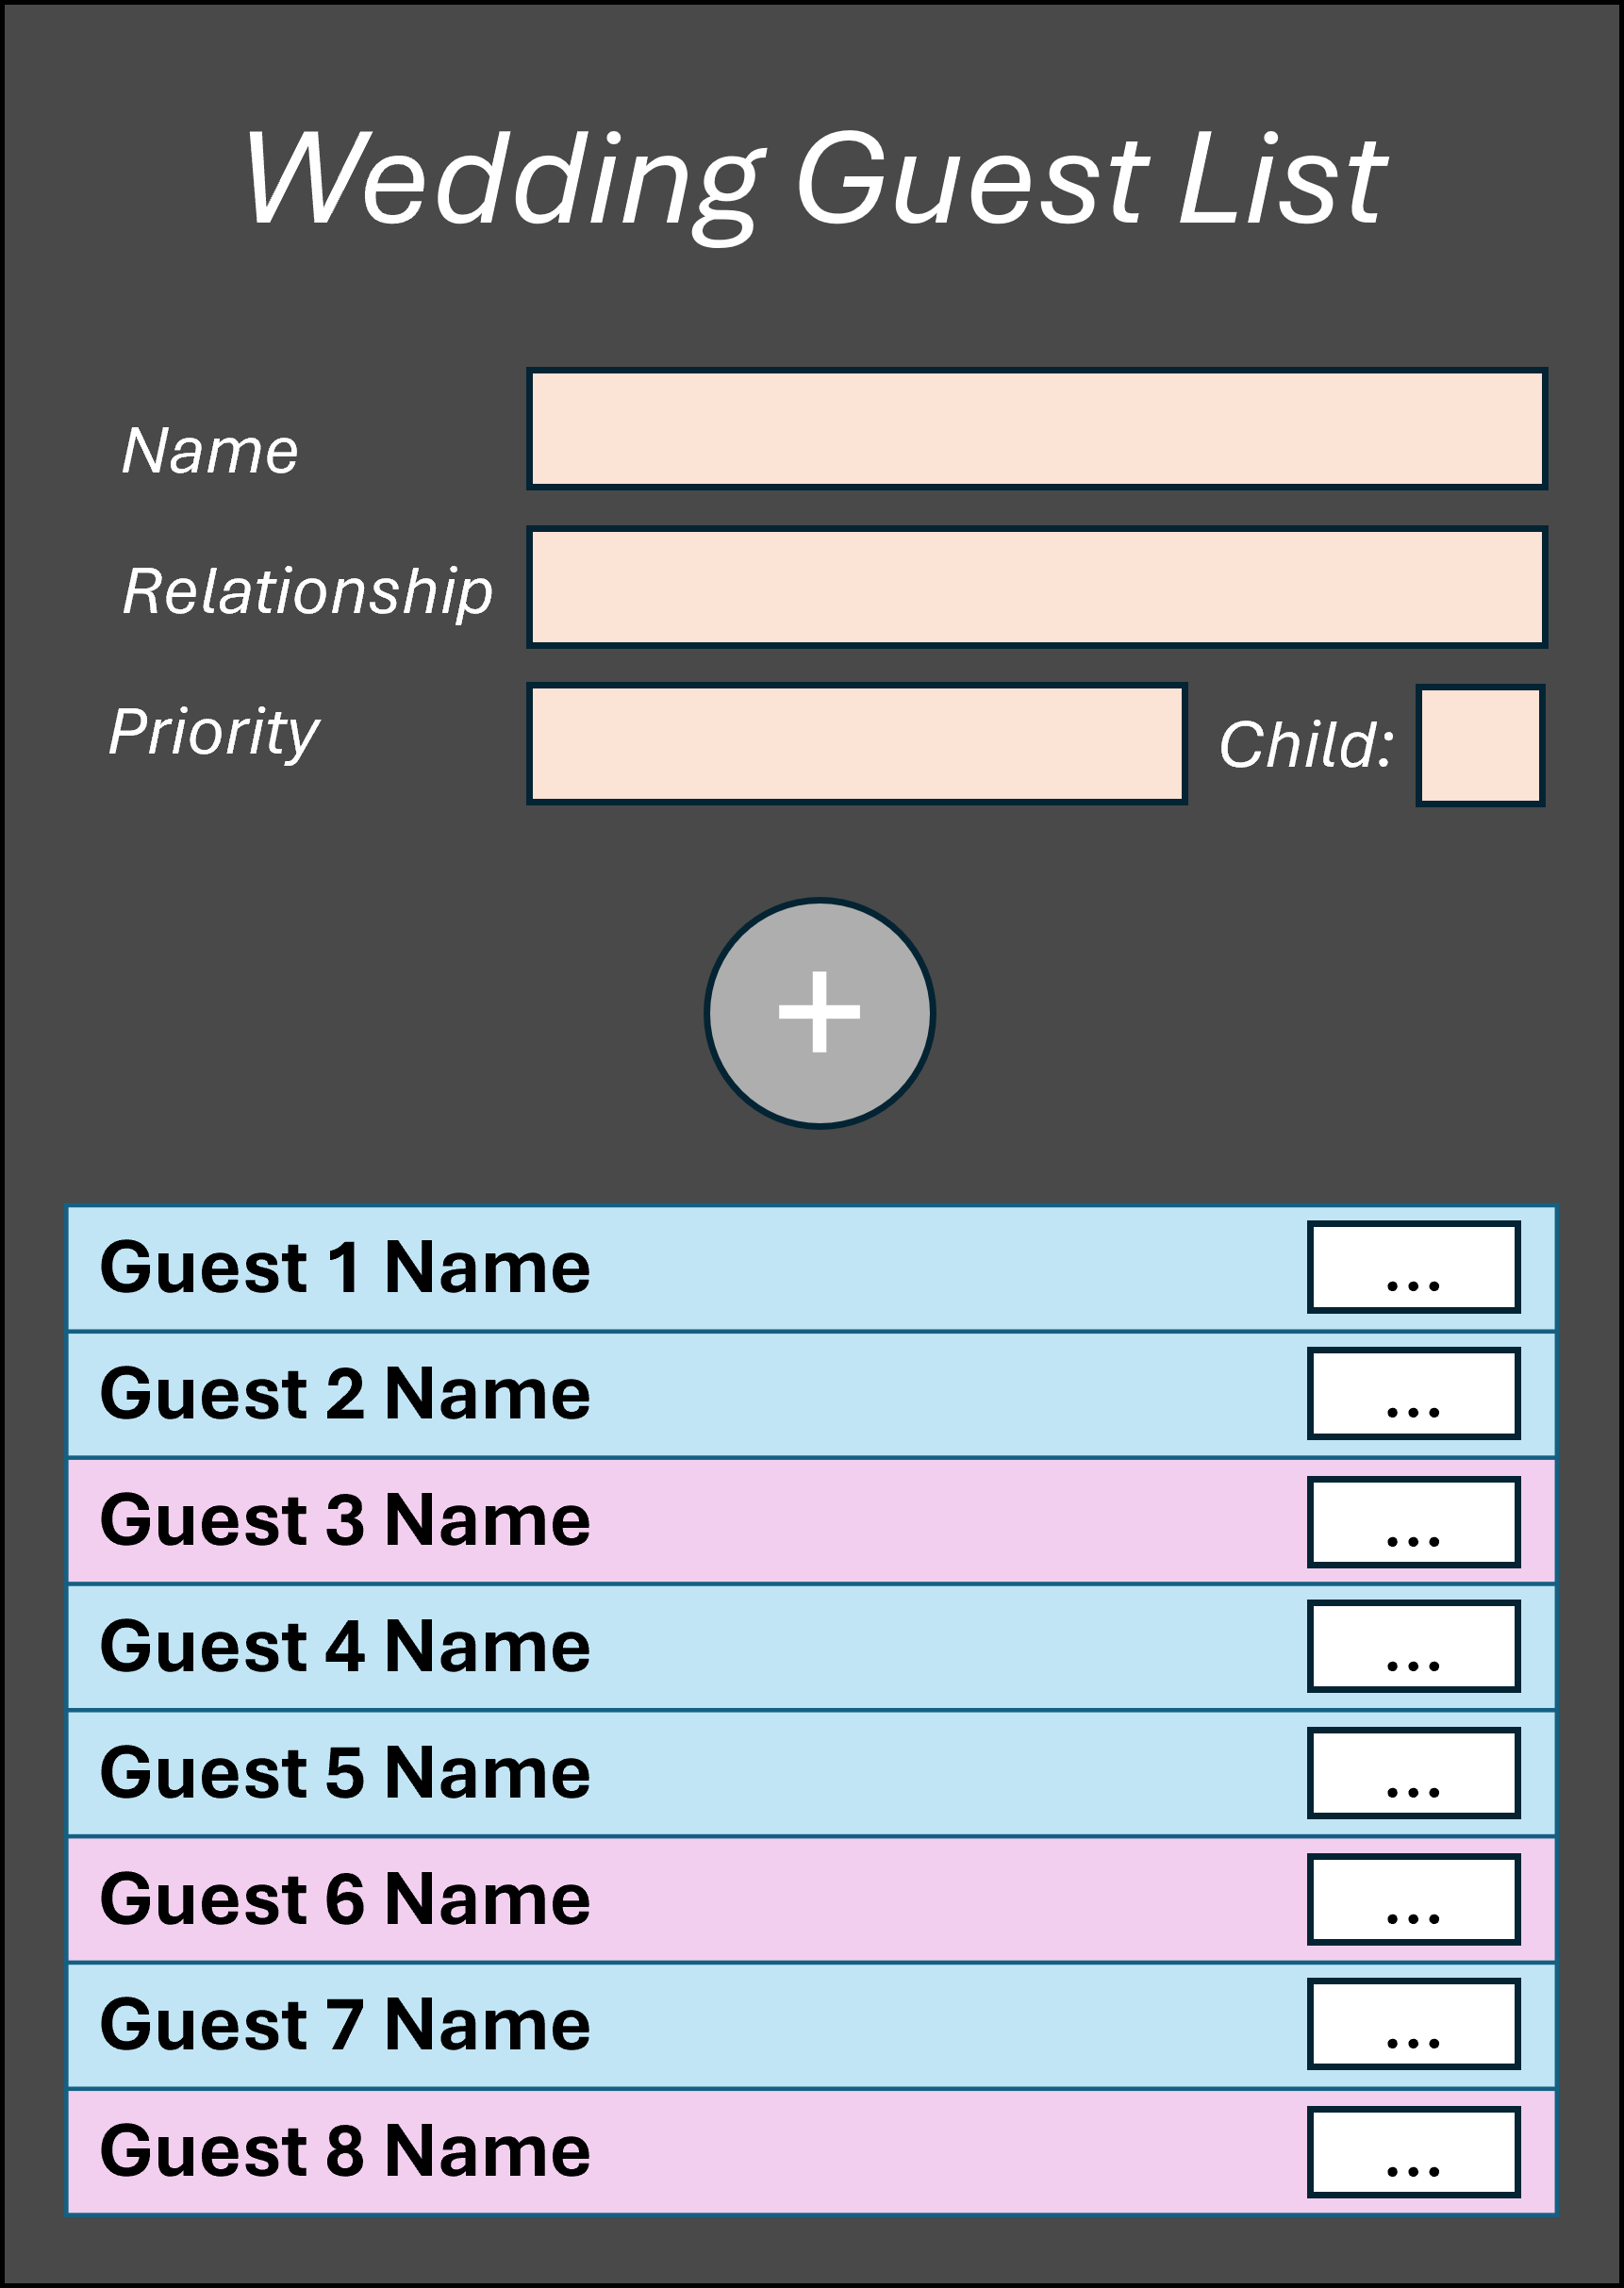 Wedding Guest List
Name
Relationship
Priority
Child:
+
Guest 1 Name ...
Guest 2 Name ...
Guest 3 Name ...
Guest 4 Name ...
Guest 5 Name ...
Guest 6 Name ...
Guest 7 Name ...
Guest 8 Name ...